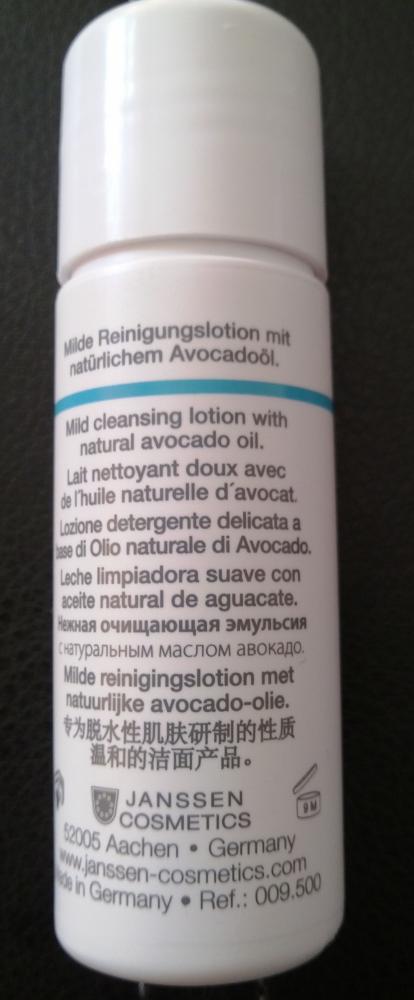 Milde Reinigungslotion mit
natürlichem Avocadoöl.
Mild cleansing lotion with
natural avocado oil.
Lait nettoyant doux avec
de l'huile naturelle d´avocat.
Lozione detergente delicata a
base di Olio naturale di Avocado.
Leche limpiadora suave con
aceite natural de aguacate.
Нежная очищающая эмульсия
с натуральным маслом авокадо.
Milde reinigingslotion met
natuurlijke avocado-olie.
专为脱水性肌肤研制的性质
温和的洁面产品。
JANSSEN
COSMETICS
9 M
52005 Aachen • Germany
www.janssen-cosmetics.com
Made in Germany • Ref.: 009.500